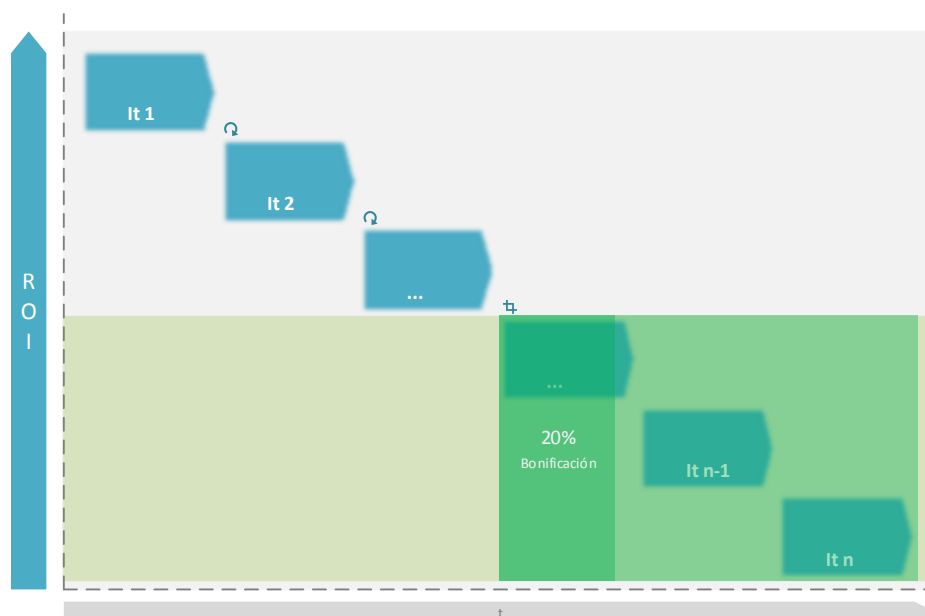 It 1
It 2
...
R
O
I
...
20%
Bonificación
It n-1
It n
t